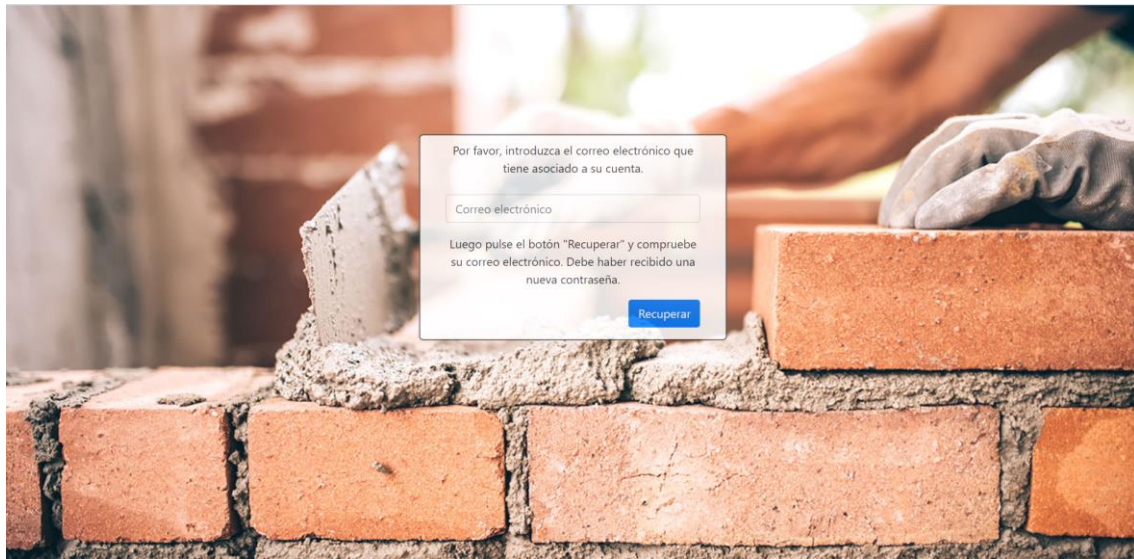 Por favor, introduzca el correo electrónico que
tiene asociado a su cuenta.
Correo electrónico
Luego pulse el botón "Recuperar" y compruebe
su correo electrónico. Debe haber recibido una
nueva contraseña.
Recuperar